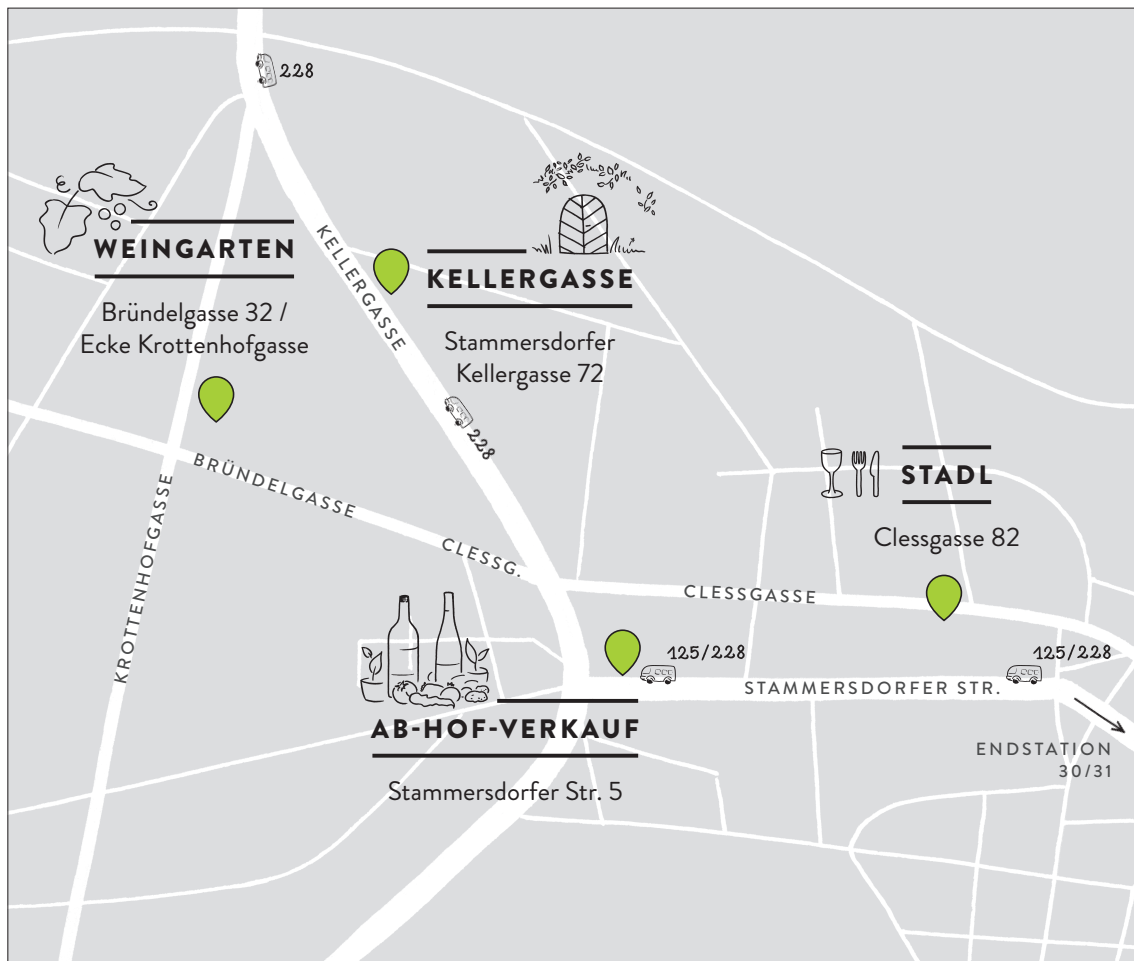 228
WEINGARTEN
Bründelgasse 32 /
Ecke Krottenhofgasse
KELLERGASSE
KELLERGASSE
Stammersdorfer
Kellergasse 72
228
BRÜNDELGASSE
CLESSG.
KROTTENHOFGASSE
STADL
Clessgasse 82
CLESSGASSE
125/228
125/228
STAMMERSDORFER STR.
AB-HOF-VERKAUF
Stammersdorfer Str. 5
ENDSTATION
30/31